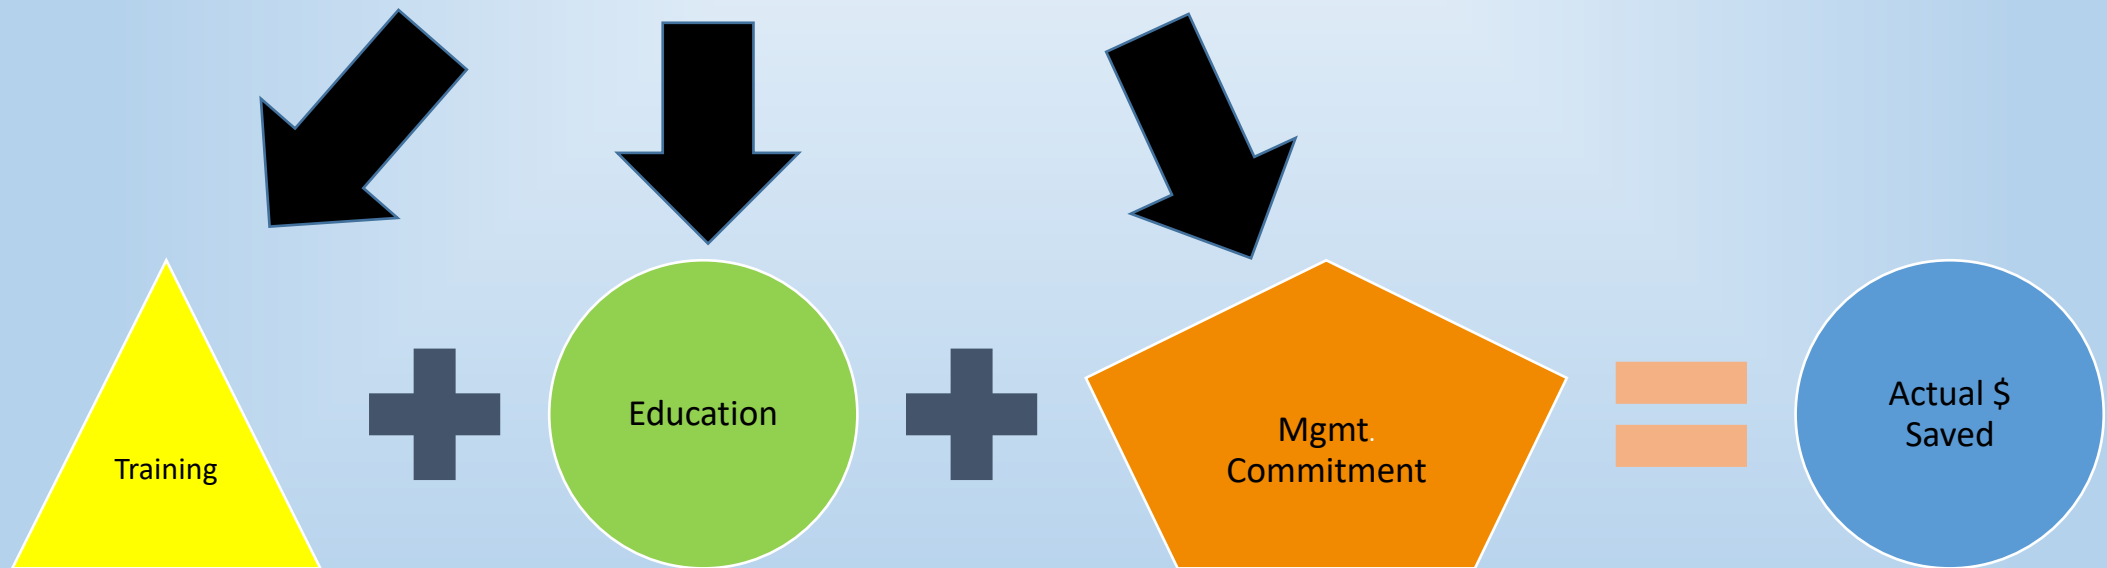 Training
Education
Mgmt.
Commitment
Actual $
Saved